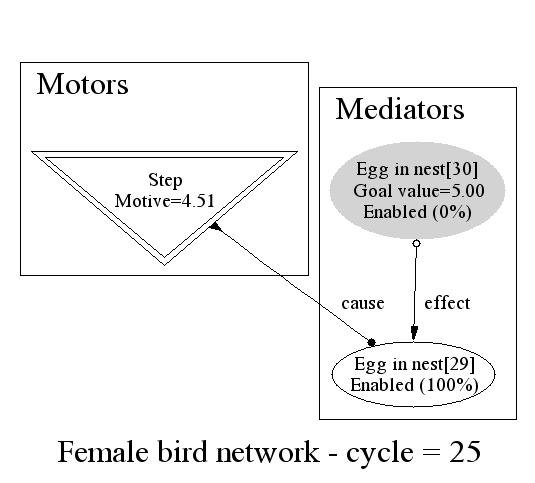 Motors
Step
Motive=4.51
Mediators
Egg in nest[30]
Goal value=5.00
Enabled (0%)
cause
effect
Egg in nest[29]
Enabled (100%)
Female bird network - cycle = 25